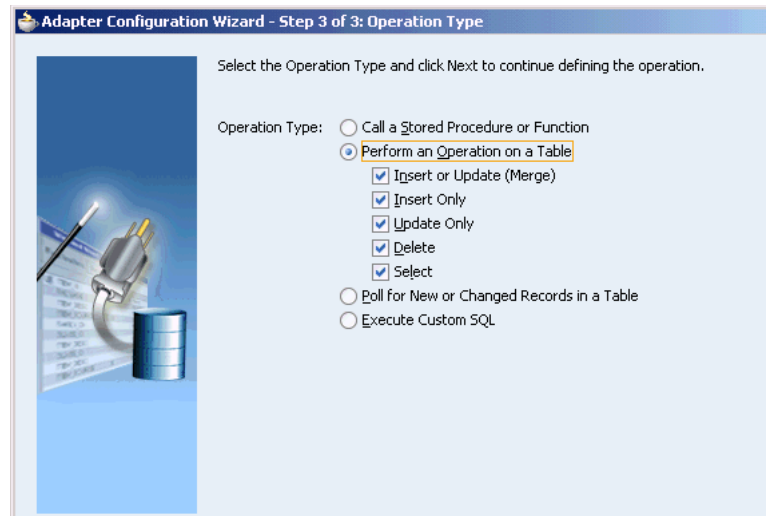 Adapter Configuration Wizard - Step 3 of 3: Operation Type
Select the Operation Type and click Next to continue defining the operation.
Operation Type:
Call a Stored Procedure or Function
Perform an Operation on a Table
Insert or Update (Merge)
Insert Only
Update Only
Delete
Select
Poll for New or Changed Records in a Table
Execute Custom SQL